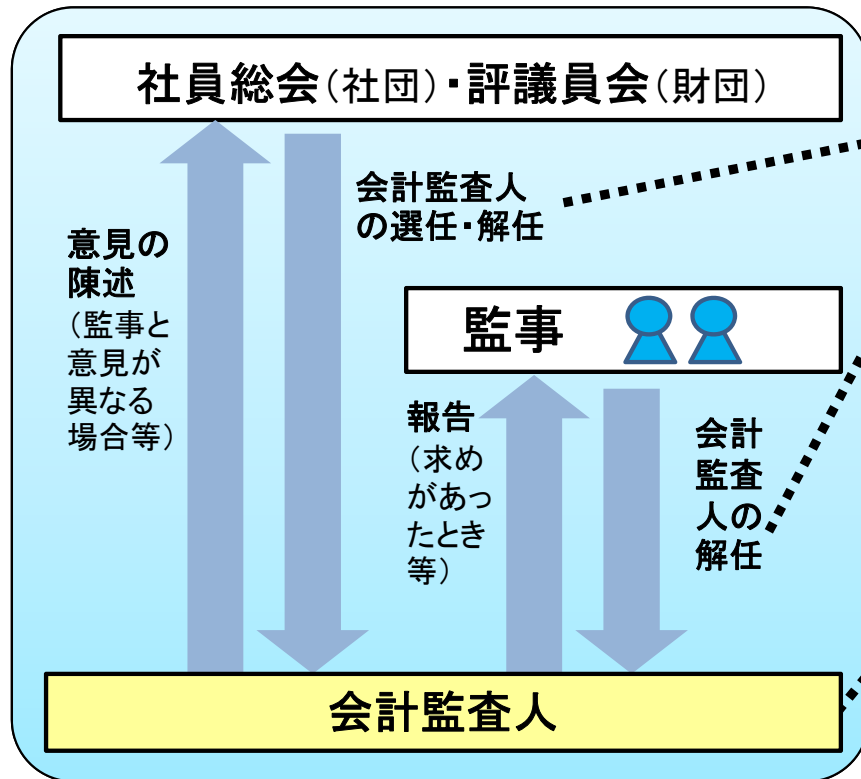 社員総会(社団)・評議員会(財団)
会計監査人
の選任・解任
意見の
陳述
(監事と
意見が
異なる
場合等)
監事
報告
(求め
があっ
たとき
等)
会計
監査
人の
解任
会計監査人